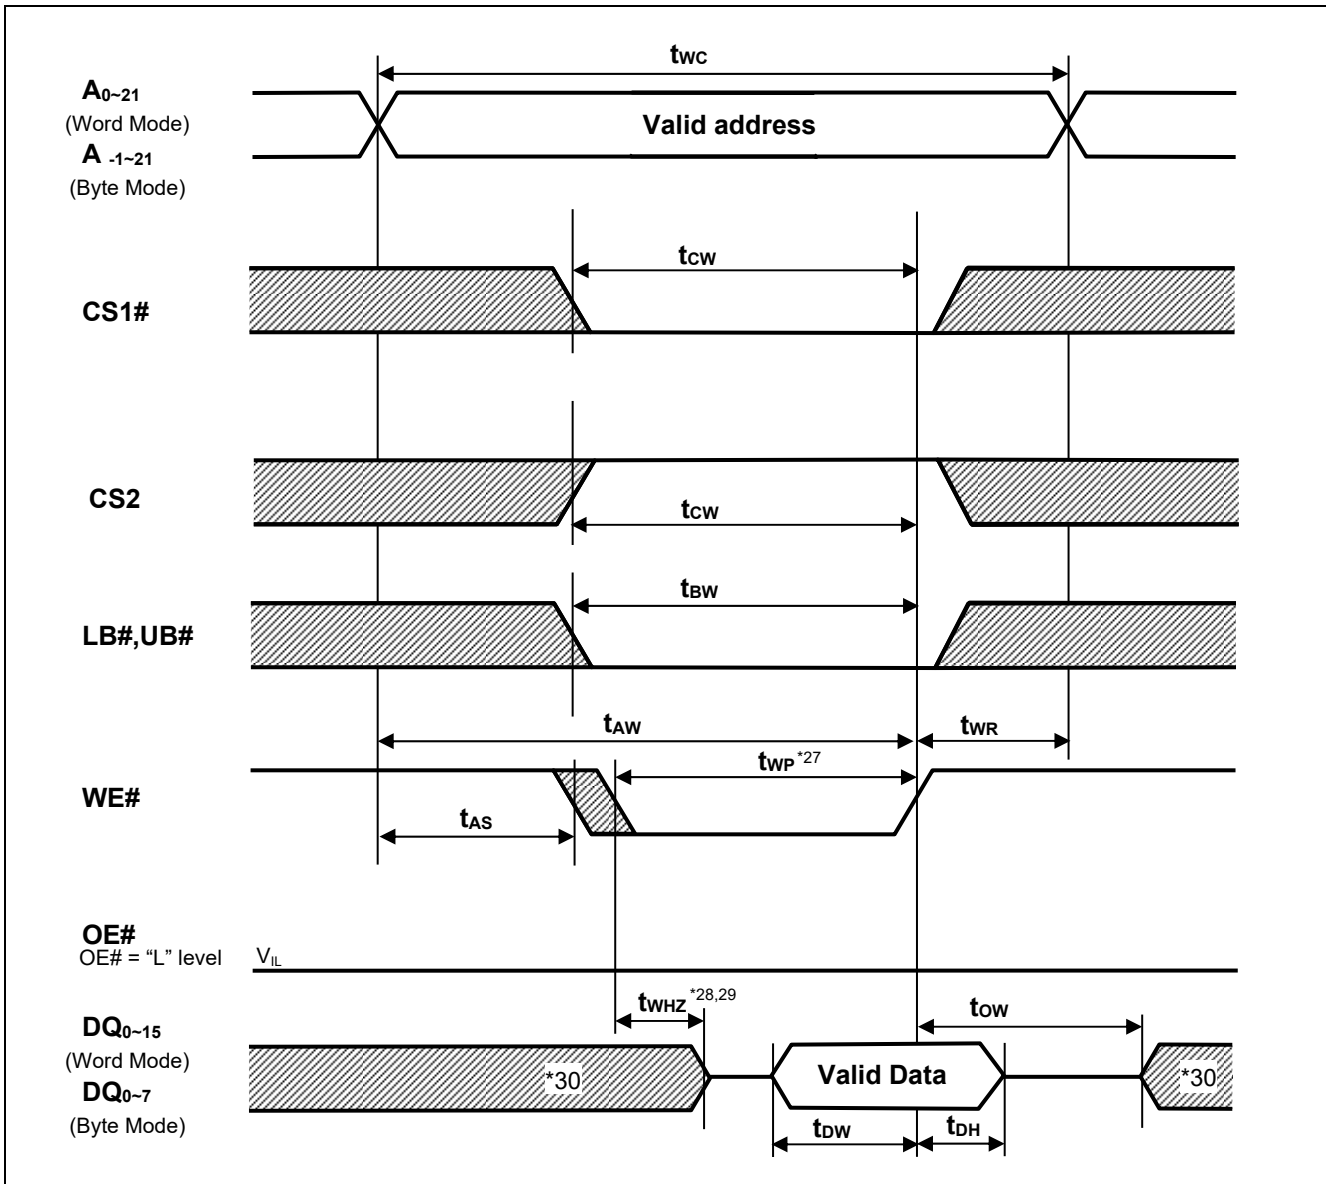 tWC
A0~21
(Word Mode)
Valid address
A -1~21
(Byte Mode)
tCW
CS1#
CS2
tCW
tBW
LB#,UB#
tAW
tWR
tWP *27
WE#
tAS
OE#
OE# = “L” level VIL
tWHZ *28,29
tOW
DQ0~15
(Word Mode)
*30
Valid Data
*30
DQ0~7
(Byte Mode)
tDW
tDH